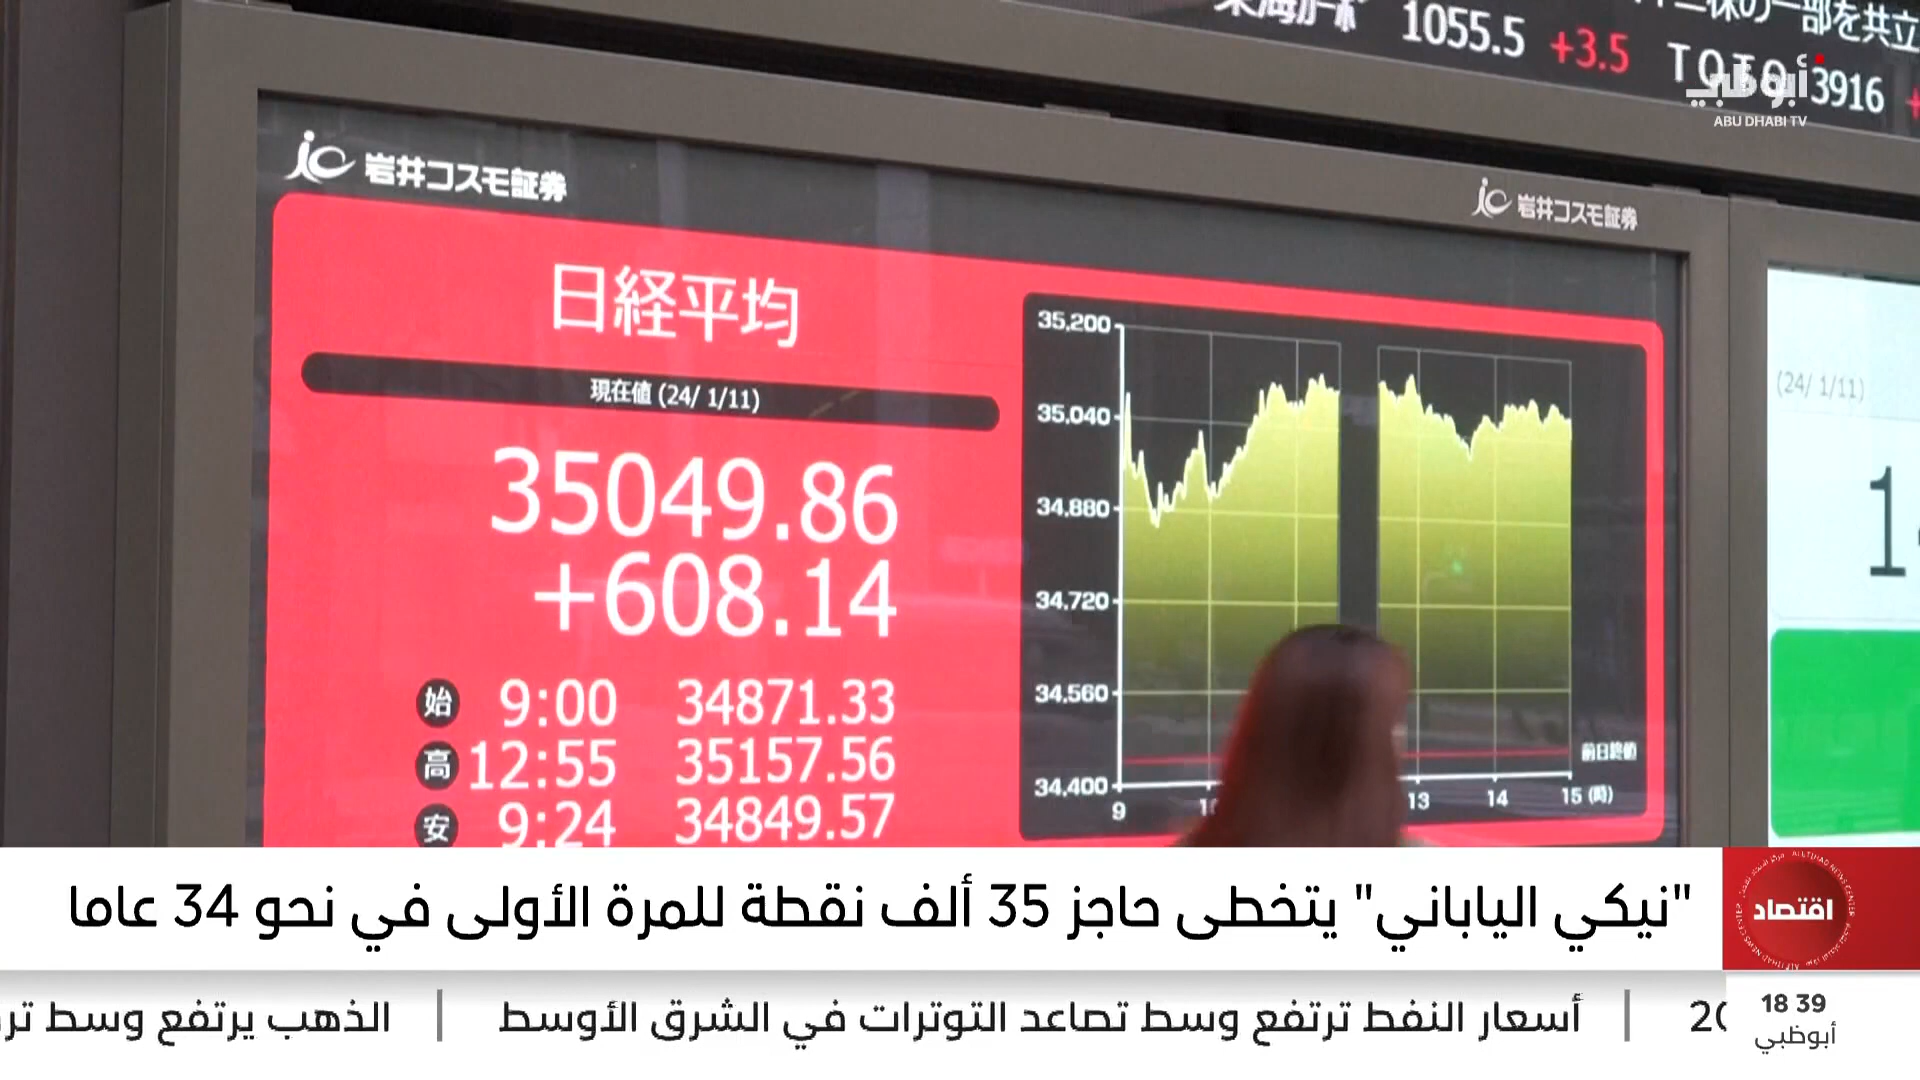 1055.5 +3.5 TOTO 3916
أبوظبي
ABU DHABI TV
岩井コスモ証券
岩井コスモ証券
日経平均
現在値 (24/ 1/11)
35049.86
+608.14
始 9:00 34871.33
高 12:55 35157.56
安 9:24 34849.57
35,200
35,040
34,880
34,720
34,560
34,400
前日終値
9 13 14 15 (時)
(24/ 1/11)
"نيكي الياباني" يتخطى حاجز 35 ألف نقطة للمرة الأولى في نحو 34 عاما
اقتصاد
أسعار النفط ترتفع وسط تصاعد التوترات في الشرق الأوسط | الذهب يرتفع وسط
18 39
أبوظبي